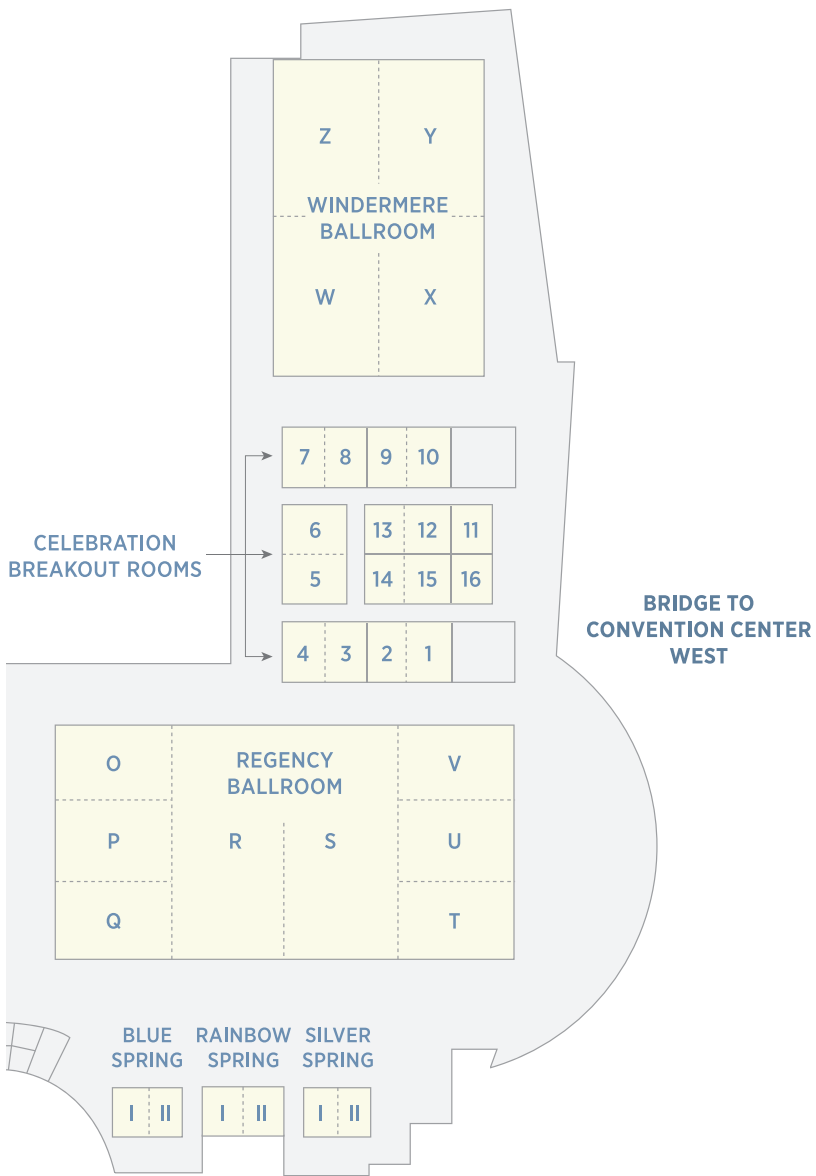 Z Y
WINDERMERE
BALLROOM
W X
7 8 9 10
6 13 12 11
CELEBRATION
BREAKOUT ROOMS
5 14 15 16
BRIDGE TO
CONVENTION CENTER
WEST
4 3 2 1
REGENCY
BALLROOM
O V
P R S U
Q T
BLUE SPRING
RAINBOW SPRING
SILVER SPRING
I II I II I II